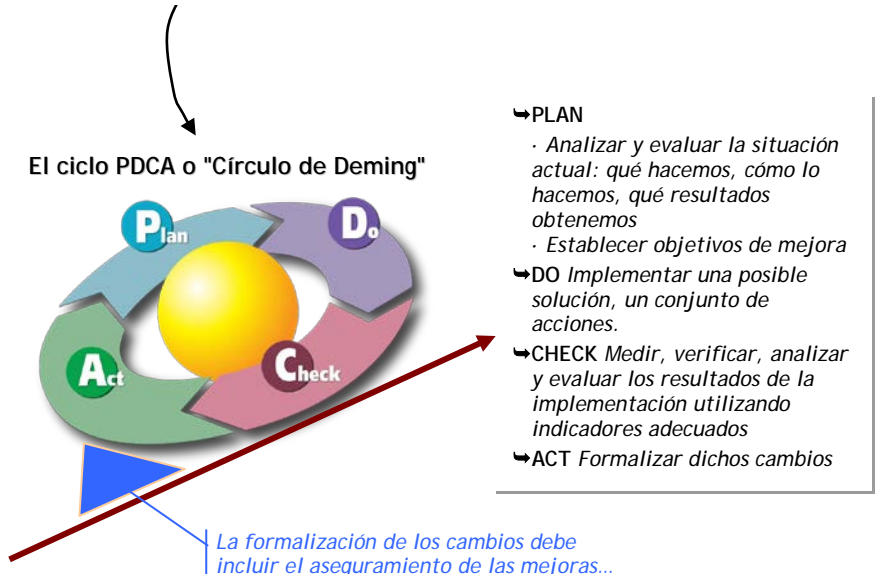 El ciclo PDCA o "Círculo de Deming"
Plan
Do
Act
Check
➥PLAN
· Analizar y evaluar la situación
actual: qué hacemos, cómo lo
hacemos, qué resultados
obtenemos
· Establecer objetivos de mejora
➥DO Implementar una posible
solución, un conjunto de
acciones.
➥CHECK Medir, verificar, analizar
y evaluar los resultados de la
implementación utilizando
indicadores adecuados
➥ACT Formalizar dichos cambios
La formalización de los cambios debe
incluir el aseguramiento de las mejoras...